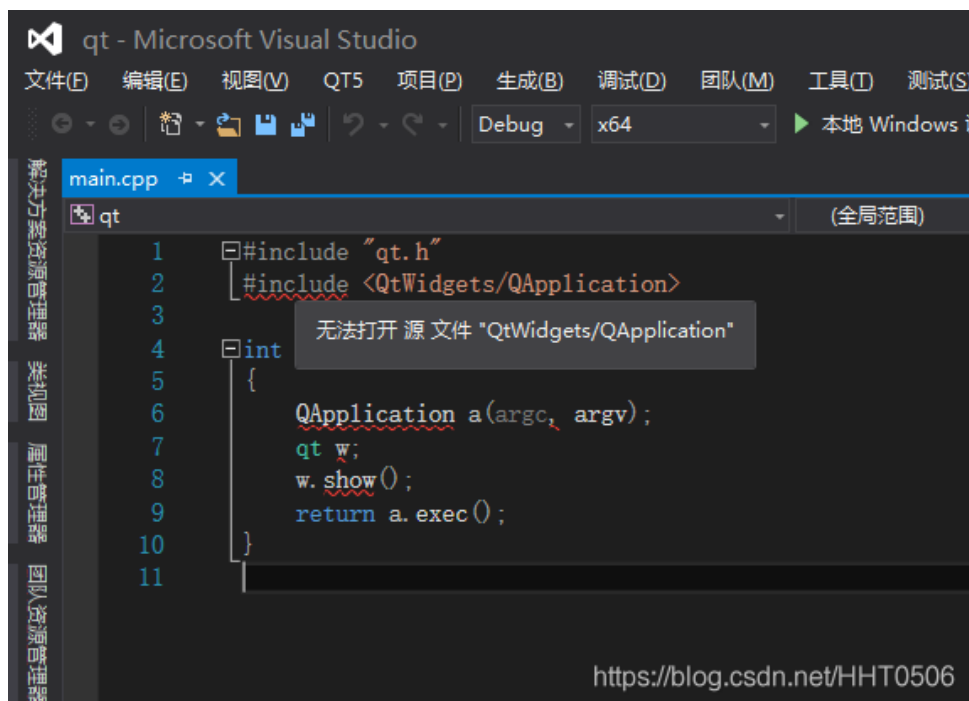 qt - Microsoft Visual Studio
文件(F) 编辑(E) 视图(V) QT5 项目(P) 生成(B) 调试(D) 团队(M) 工具(T) 测试(S)
Debug x64 本地 Windows
解决方案资源管理器
类视图
属性管理器
团队资源管理器
main.cpp
qt (全局范围)
1 #include "qt.h"
2 #include <QtWidgets/QApplication>
3
无法打开 源 文件 "QtWidgets/QApplication"
4 int
5 {
6 QApplication a(argc, argv);
7 qt w;
8 w.show();
9 return a.exec();
10 }
11
https://blog.csdn.net/HHT0506